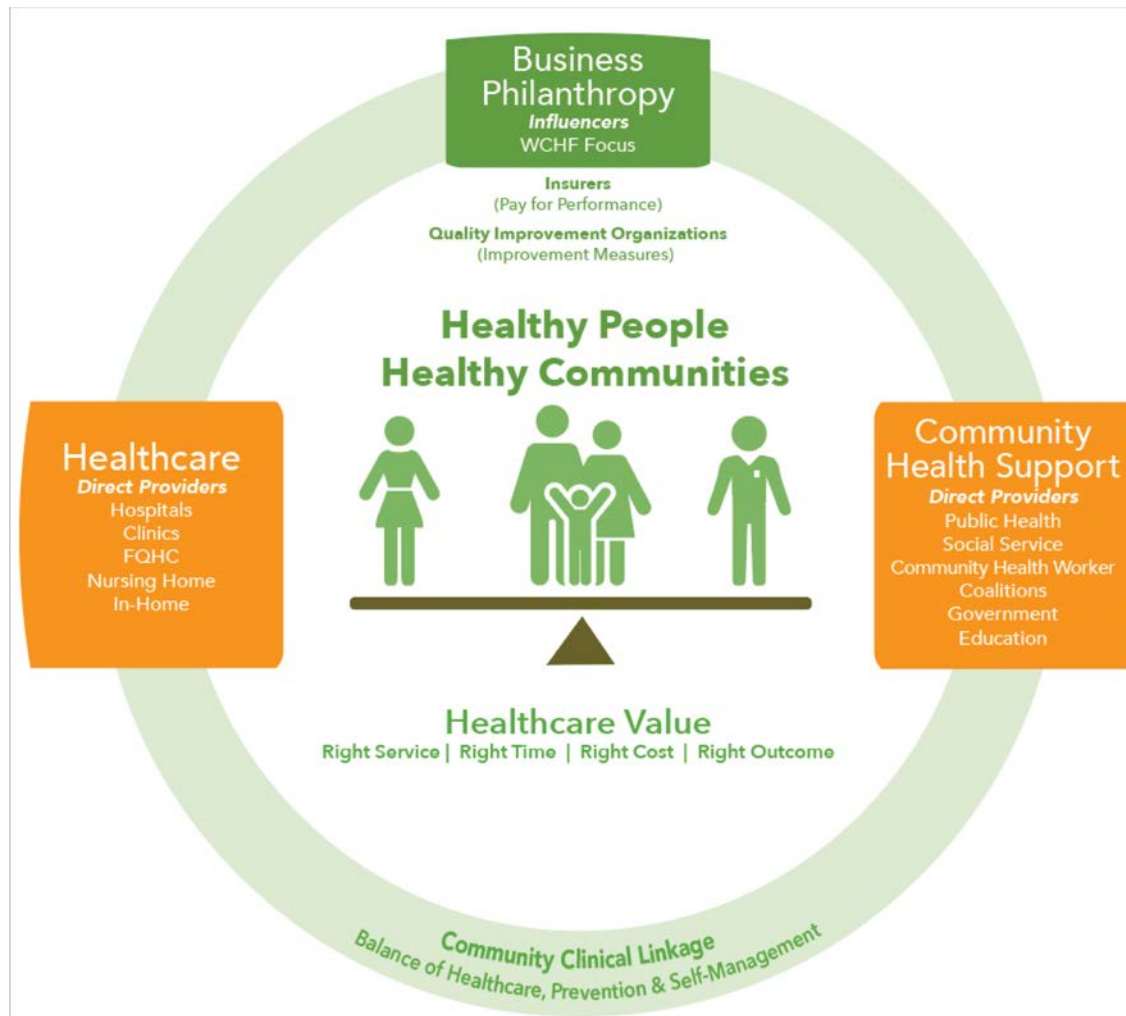 Business
Philanthropy
Influencers
WCHF Focus
Insurers
(Pay for Performance)
Quality Improvement Organizations
(Improvement Measures)
Healthy People
Healthy Communities
Healthcare
Direct Providers
Hospitals
Clinics
FQHC
Nursing Home
In-Home
Community
Health Support
Direct Providers
Public Health
Social Service
Community Health Worker
Coalitions
Government
Education
Healthcare Value
Right Service | Right Time | Right Cost | Right Outcome
Community Clinical Linkage
Balance of Healthcare, Prevention & Self-Management